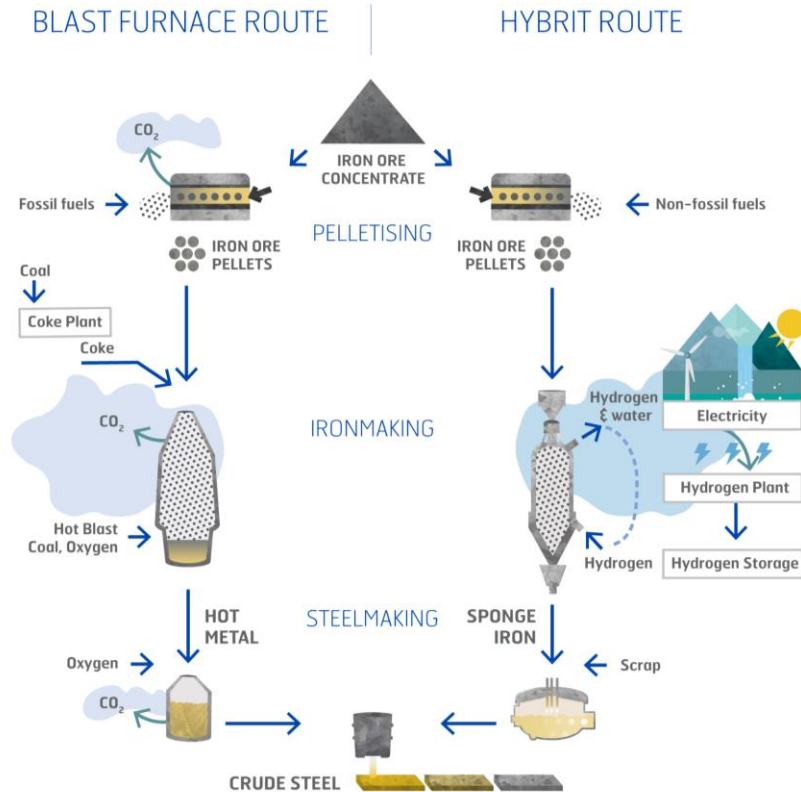 BLAST FURNACE ROUTE
HYBRIT ROUTE
CO₂
IRON ORE
CONCENTRATE
Fossil fuels
Non-fossil fuels
PELLETISING
IRON ORE
PELLETS
IRON ORE
PELLETS
Coal
Coke Plant
Coke
CO₂
IRONMAKING
Hydrogen
& water
Electricity
Hydrogen Plant
Hot Blast
Coal, Oxygen
Hydrogen
Hydrogen Storage
HOT
METAL
STEELMAKING
SPONGE
IRON
Oxygen
Scrap
CO₂
CRUDE STEEL